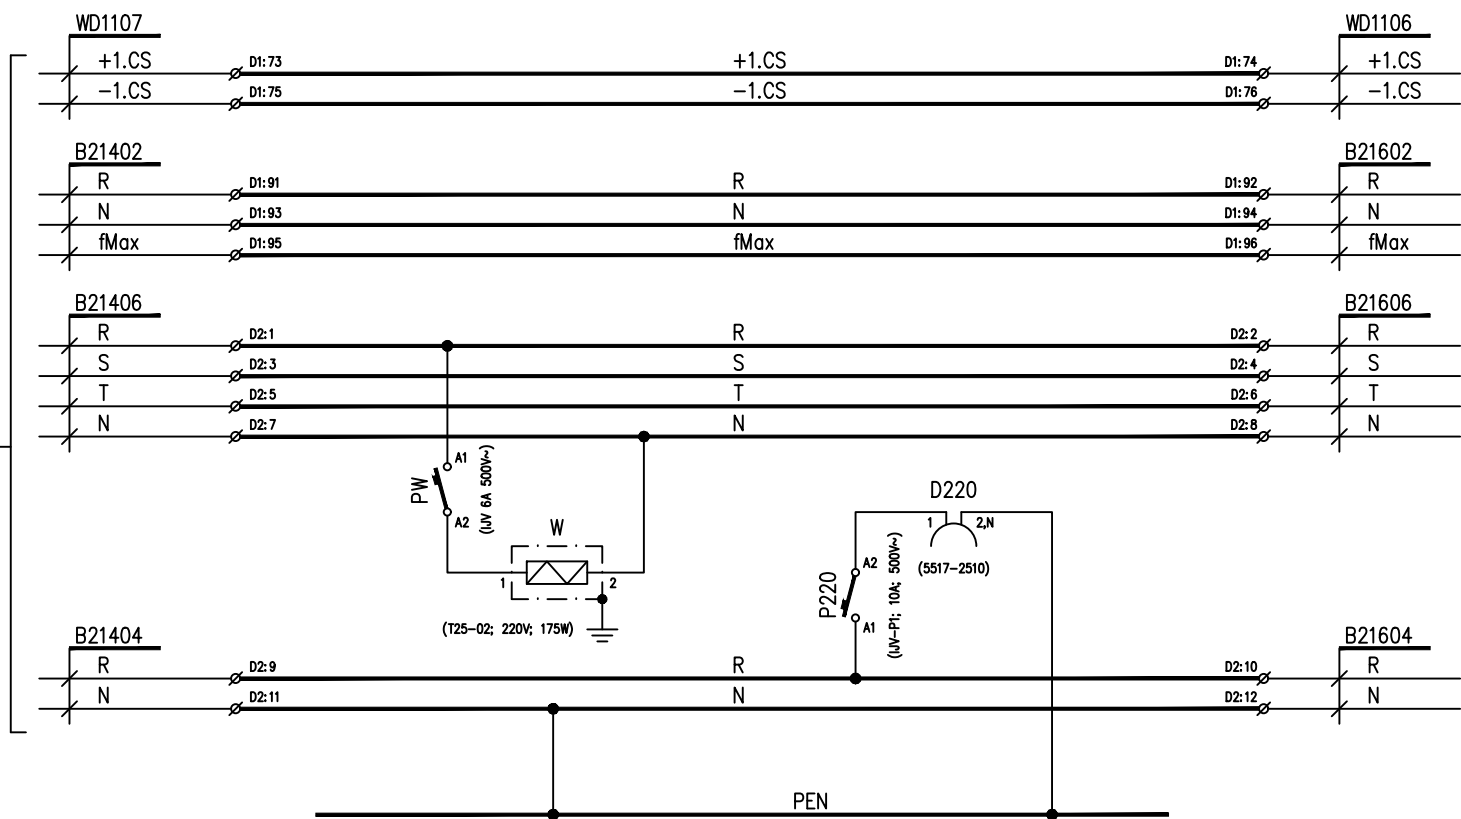 WD1107 WD1106
+1.CS D1:73 +1.CS D1:74 +1.CS
-1.CS D1:75 -1.CS D1:76 -1.CS
B21402 B21602
R D1:91 R D1:92 R
N D1:93 N D1:94 N
fMax D1:95 fMax D1:96 fMax
B21406 B21606
R D2:1 R D2:2 R
S D2:3 S D2:4 S
T D2:5 T D2:6 T
N D2:7 N D2:8 N
PW
A1
A2
(IJV 6A 500V~)
W
1 2
(T25-02; 220V; 175W)
D220
1 2,N
(5517-2510)
P220
A2
A1
(IJV-P1; 10A; 500V~)
B21404 B21604
R D2:9 R D2:10 R
N D2:11 N D2:12 N
PEN